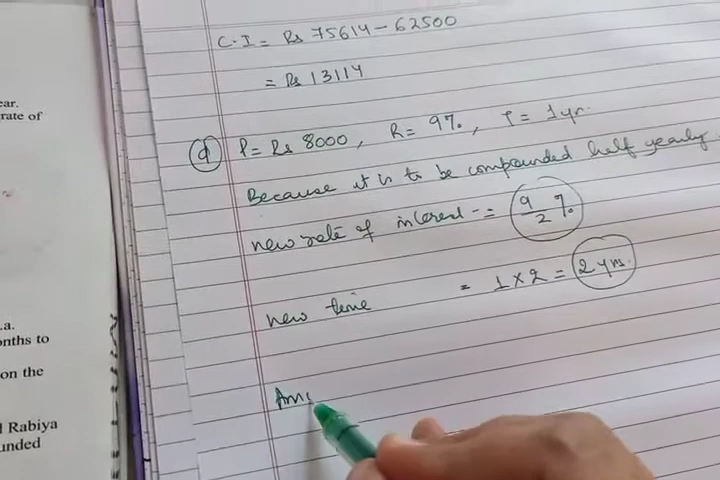 ear.
rate of
.a.
onths to
on the
Rabiya
unded
C.I = Rs 75614 - 62500
= Rs 13114
(d) P = Rs 8000, R = 9%, T = 1yr.
Because it is to be compounded half yearly
new rate of interest = 9/2 %
new time = 1 x 2 = 2 yrs.
Am